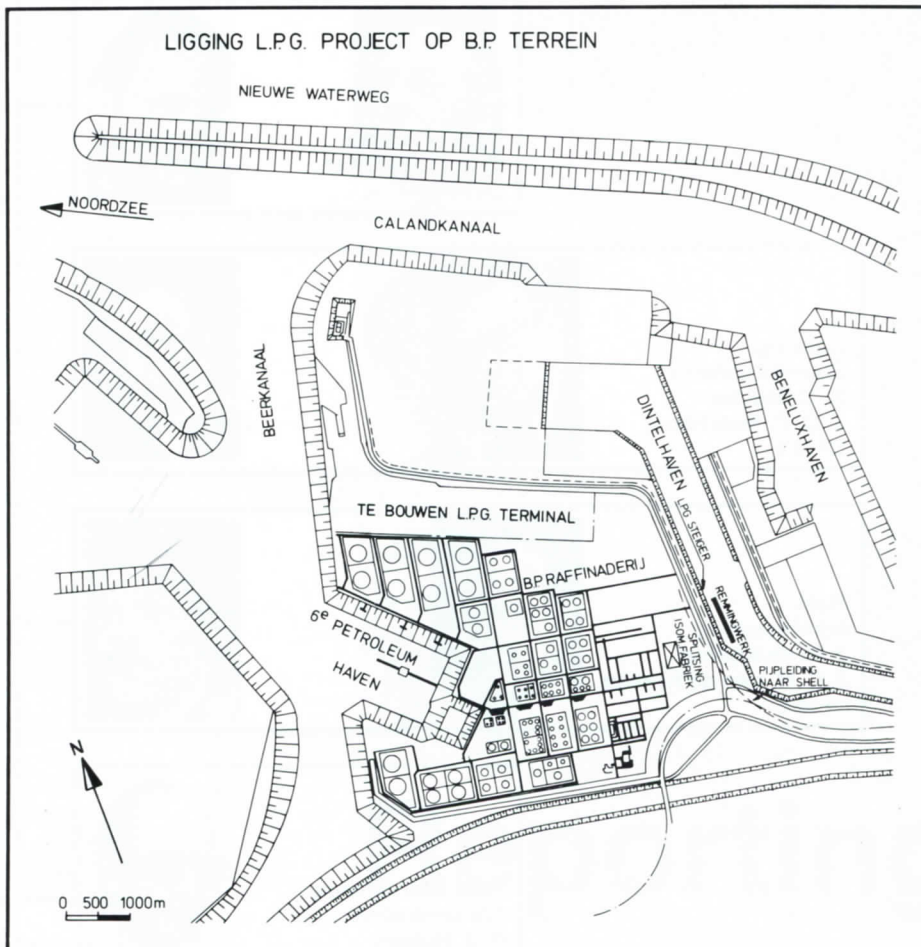 LIGGING L.P.G. PROJECT OP B.P. TERREIN
NIEUWE WATERWEG
NOORDZEE
CALANDKANAAL
BEERKANAAL
BENELUXHAVEN
DINTELHAVEN
L.P.G. STEIGER
TE BOUWEN L.P.G. TERMINAL
B.P. RAFFINADERIJ
REMMINGWERK
6e PETROLEUM
HAVEN
SPLITSING
ISOM.FABRIEK
PIJPLEIDING
NAAR SHELL
N
0 500 1000m